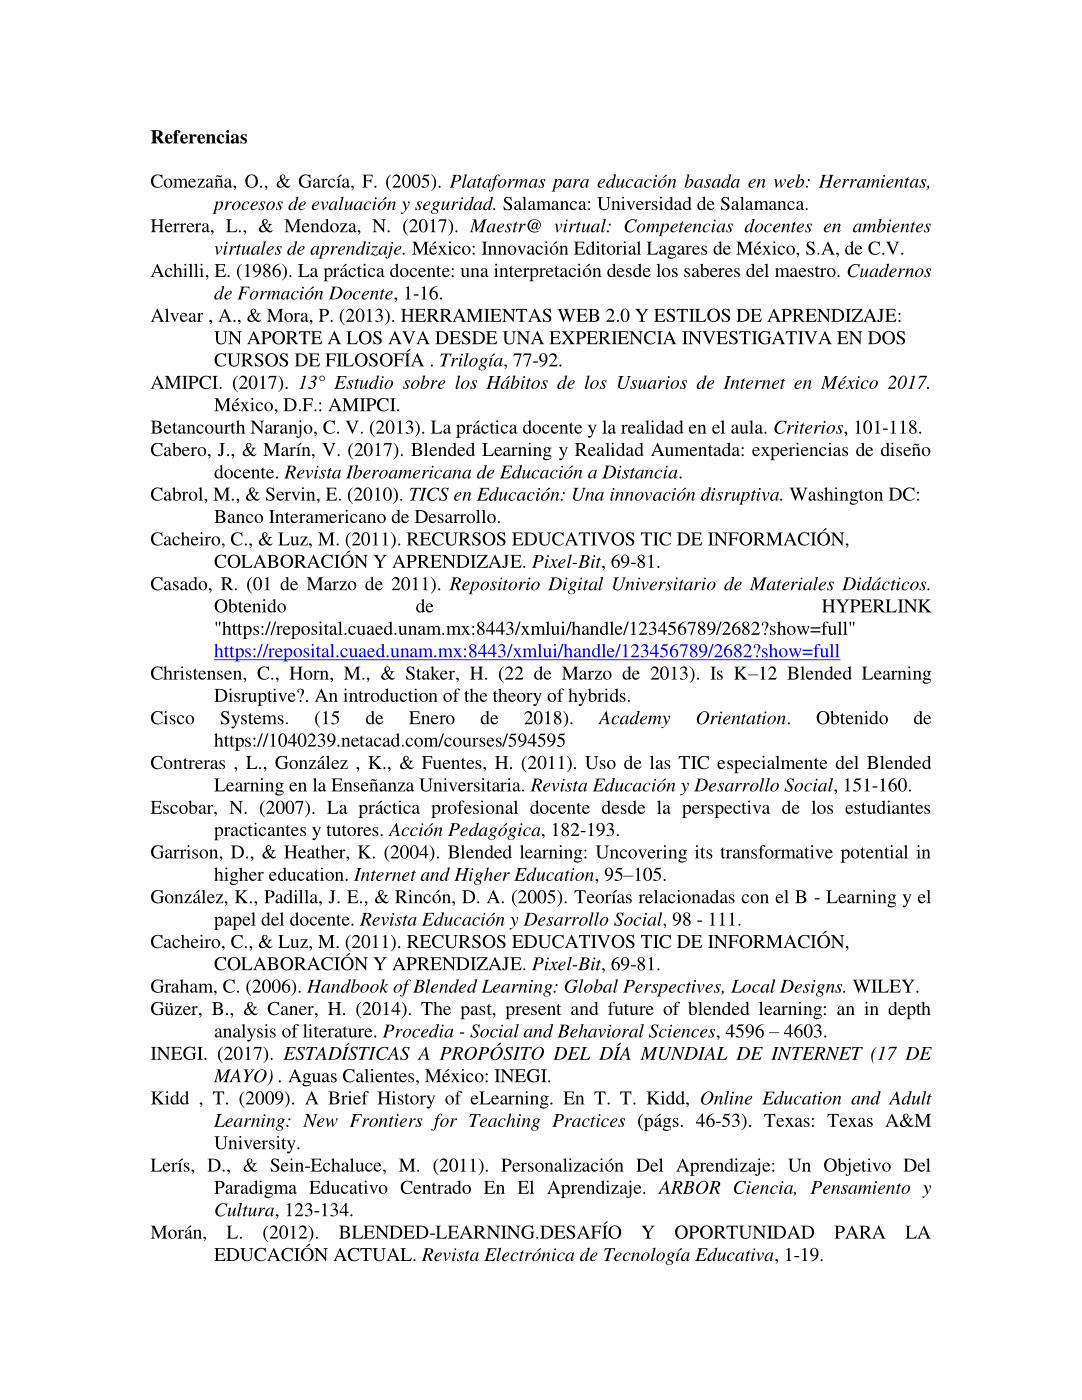 Referencias
Comezaña, O., & García, F. (2005). Plataformas para educación basada en web: Herramientas,
procesos de evaluación y seguridad. Salamanca: Universidad de Salamanca.
Herrera, L., & Mendoza, N. (2017). Maestr@ virtual: Competencias docentes en ambientes
virtuales de aprendizaje. México: Innovación Editorial Lagares de México, S.A, de C.V.
Achilli, E. (1986). La práctica docente: una interpretación desde los saberes del maestro. Cuadernos
de Formación Docente, 1-16.
Alvear , A., & Mora, P. (2013). HERRAMIENTAS WEB 2.0 Y ESTILOS DE APRENDIZAJE:
UN APORTE A LOS AVA DESDE UNA EXPERIENCIA INVESTIGATIVA EN DOS
CURSOS DE FILOSOFÍA . Trilogía, 77-92.
AMIPCI. (2017). 13° Estudio sobre los Hábitos de los Usuarios de Internet en México 2017.
México, D.F.: AMIPCI.
Betancourth Naranjo, C. V. (2013). La práctica docente y la realidad en el aula. Criterios, 101-118.
Cabero, J., & Marín, V. (2017). Blended Learning y Realidad Aumentada: experiencias de diseño
docente. Revista Iberoamericana de Educación a Distancia.
Cabrol, M., & Servin, E. (2010). TICS en Educación: Una innovación disruptiva. Washington DC:
Banco Interamericano de Desarrollo.
Cacheiro, C., & Luz, M. (2011). RECURSOS EDUCATIVOS TIC DE INFORMACIÓN,
COLABORACIÓN Y APRENDIZAJE. Pixel-Bit, 69-81.
Casado, R. (01 de Marzo de 2011). Repositorio Digital Universitario de Materiales Didácticos.
Obtenido de HYPERLINK
"https://reposital.cuaed.unam.mx:8443/xmlui/handle/123456789/2682?show=full"
https://reposital.cuaed.unam.mx:8443/xmlui/handle/123456789/2682?show=full
Christensen, C., Horn, M., & Staker, H. (22 de Marzo de 2013). Is K–12 Blended Learning
Disruptive?. An introduction of the theory of hybrids.
Cisco Systems. (15 de Enero de 2018). Academy Orientation. Obtenido de
https://1040239.netacad.com/courses/594595
Contreras , L., González , K., & Fuentes, H. (2011). Uso de las TIC especialmente del Blended
Learning en la Enseñanza Universitaria. Revista Educación y Desarrollo Social, 151-160.
Escobar, N. (2007). La práctica profesional docente desde la perspectiva de los estudiantes
practicantes y tutores. Acción Pedagógica, 182-193.
Garrison, D., & Heather, K. (2004). Blended learning: Uncovering its transformative potential in
higher education. Internet and Higher Education, 95–105.
González, K., Padilla, J. E., & Rincón, D. A. (2005). Teorías relacionadas con el B - Learning y el
papel del docente. Revista Educación y Desarrollo Social, 98 - 111.
Cacheiro, C., & Luz, M. (2011). RECURSOS EDUCATIVOS TIC DE INFORMACIÓN,
COLABORACIÓN Y APRENDIZAJE. Pixel-Bit, 69-81.
Graham, C. (2006). Handbook of Blended Learning: Global Perspectives, Local Designs. WILEY.
Güzer, B., & Caner, H. (2014). The past, present and future of blended learning: an in depth
analysis of literature. Procedia - Social and Behavioral Sciences, 4596 – 4603.
INEGI. (2017). ESTADÍSTICAS A PROPÓSITO DEL DÍA MUNDIAL DE INTERNET (17 DE
MAYO) . Aguas Calientes, México: INEGI.
Kidd , T. (2009). A Brief History of eLearning. En T. T. Kidd, Online Education and Adult
Learning: New Frontiers for Teaching Practices (págs. 46-53). Texas: Texas A&M
University.
Lerís, D., & Sein-Echaluce, M. (2011). Personalización Del Aprendizaje: Un Objetivo Del
Paradigma Educativo Centrado En El Aprendizaje. ARBOR Ciencia, Pensamiento y
Cultura, 123-134.
Morán, L. (2012). BLENDED-LEARNING.DESAFÍO Y OPORTUNIDAD PARA LA
EDUCACIÓN ACTUAL. Revista Electrónica de Tecnología Educativa, 1-19.